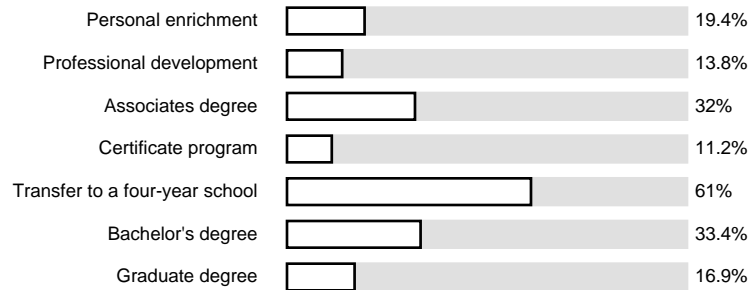 Personal enrichment 19.4%
Professional development 13.8%
Associates degree 32%
Certificate program 11.2%
Transfer to a four-year school 61%
Bachelor's degree 33.4%
Graduate degree 16.9%